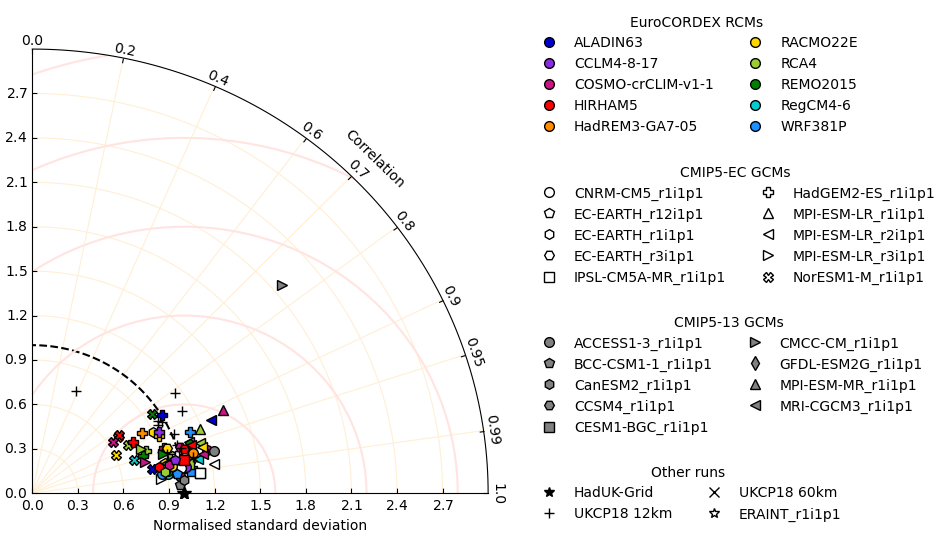 0.0
0.2
0.4
0.6
0.7
0.8
0.9
0.95
0.99
1.0
Correlation
2.7
2.4
2.1
1.8
1.5
1.2
0.9
0.6
0.3
0.0
0.0 0.3 0.6 0.9 1.2 1.5 1.8 2.1 2.4 2.7
Normalised standard deviation
EuroCORDEX RCMs
ALADIN63 RACMO22E
CCLM4-8-17 RCA4
COSMO-crCLIM-v1-1 REMO2015
HIRHAM5 RegCM4-6
HadREM3-GA7-05 WRF381P
CMIP5-EC GCMs
CNRM-CM5_r1i1p1 HadGEM2-ES_r1i1p1
EC-EARTH_r12i1p1 MPI-ESM-LR_r1i1p1
EC-EARTH_r1i1p1 MPI-ESM-LR_r2i1p1
EC-EARTH_r3i1p1 MPI-ESM-LR_r3i1p1
IPSL-CM5A-MR_r1i1p1 NorESM1-M_r1i1p1
CMIP5-13 GCMs
ACCESS1-3_r1i1p1 CMCC-CM_r1i1p1
BCC-CSM1-1_r1i1p1 GFDL-ESM2G_r1i1p1
CanESM2_r1i1p1 MPI-ESM-MR_r1i1p1
CCSM4_r1i1p1 MRI-CGCM3_r1i1p1
CESM1-BGC_r1i1p1
Other runs
HadUK-Grid UKCP18 60km
UKCP18 12km ERAINT_r1i1p1